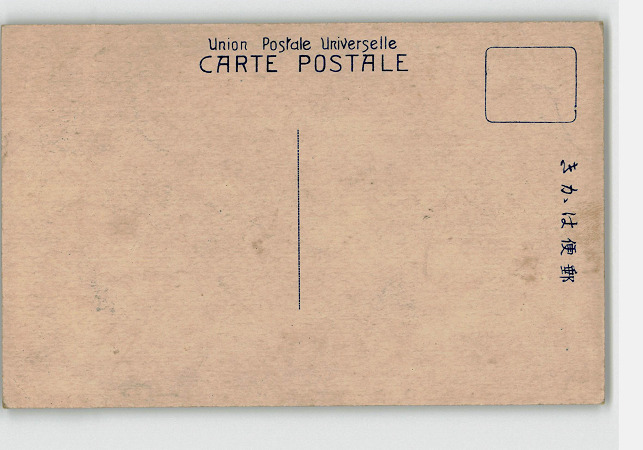 Union Postale Universelle
CARTE POSTALE
きがは便郵